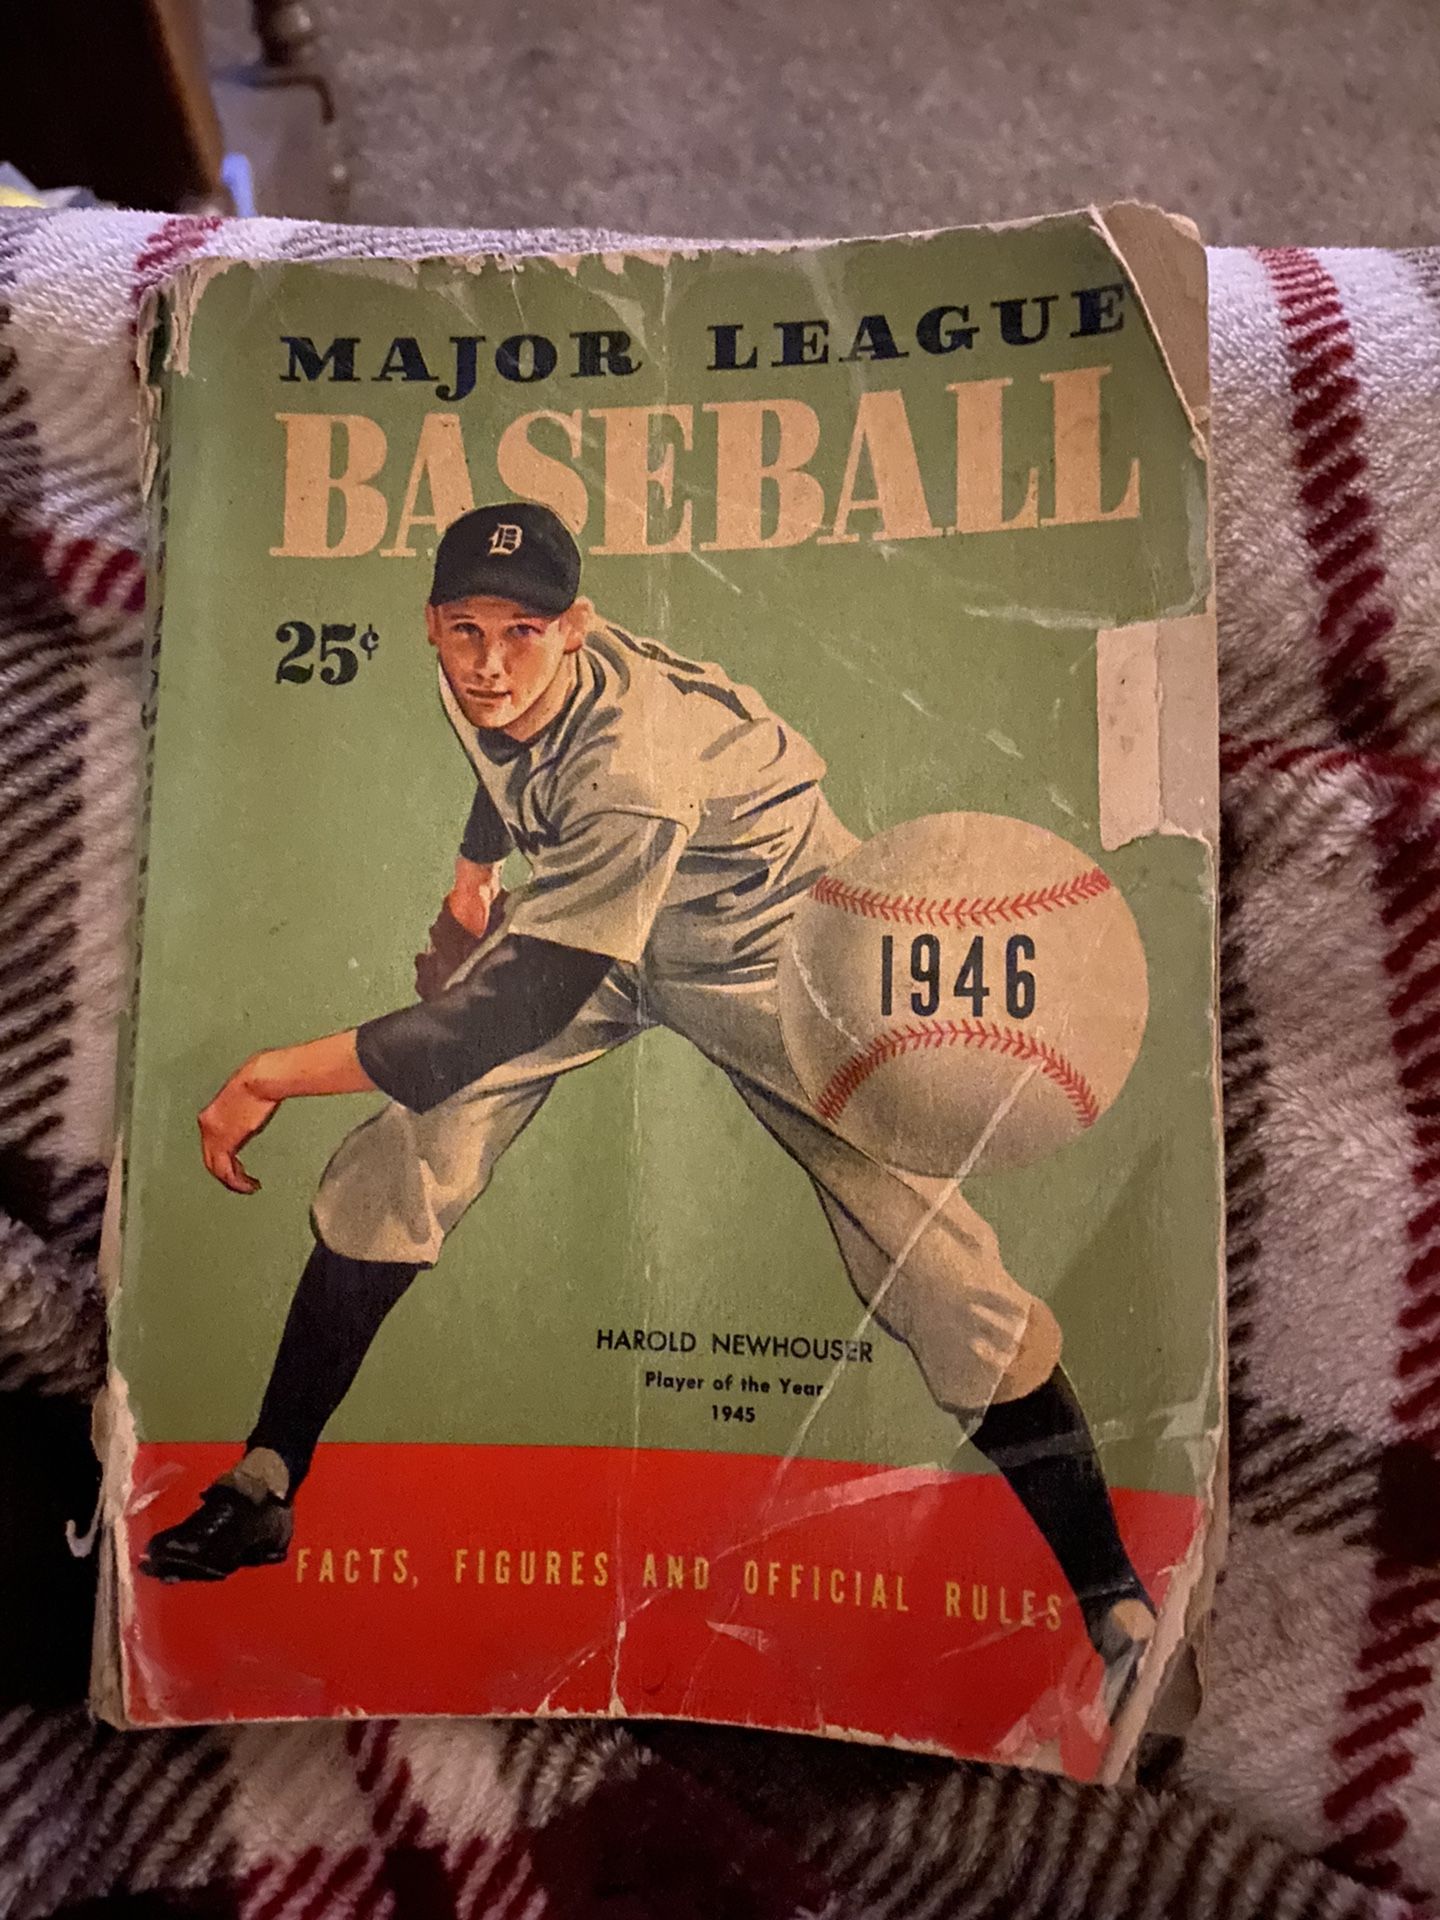 MAJOR LEAGUE
BASEBALL
D
25¢
1946
HAROLD NEWHOUSER
Player of the Year
1945
FACTS, FIGURES AND OFFICIAL RULES